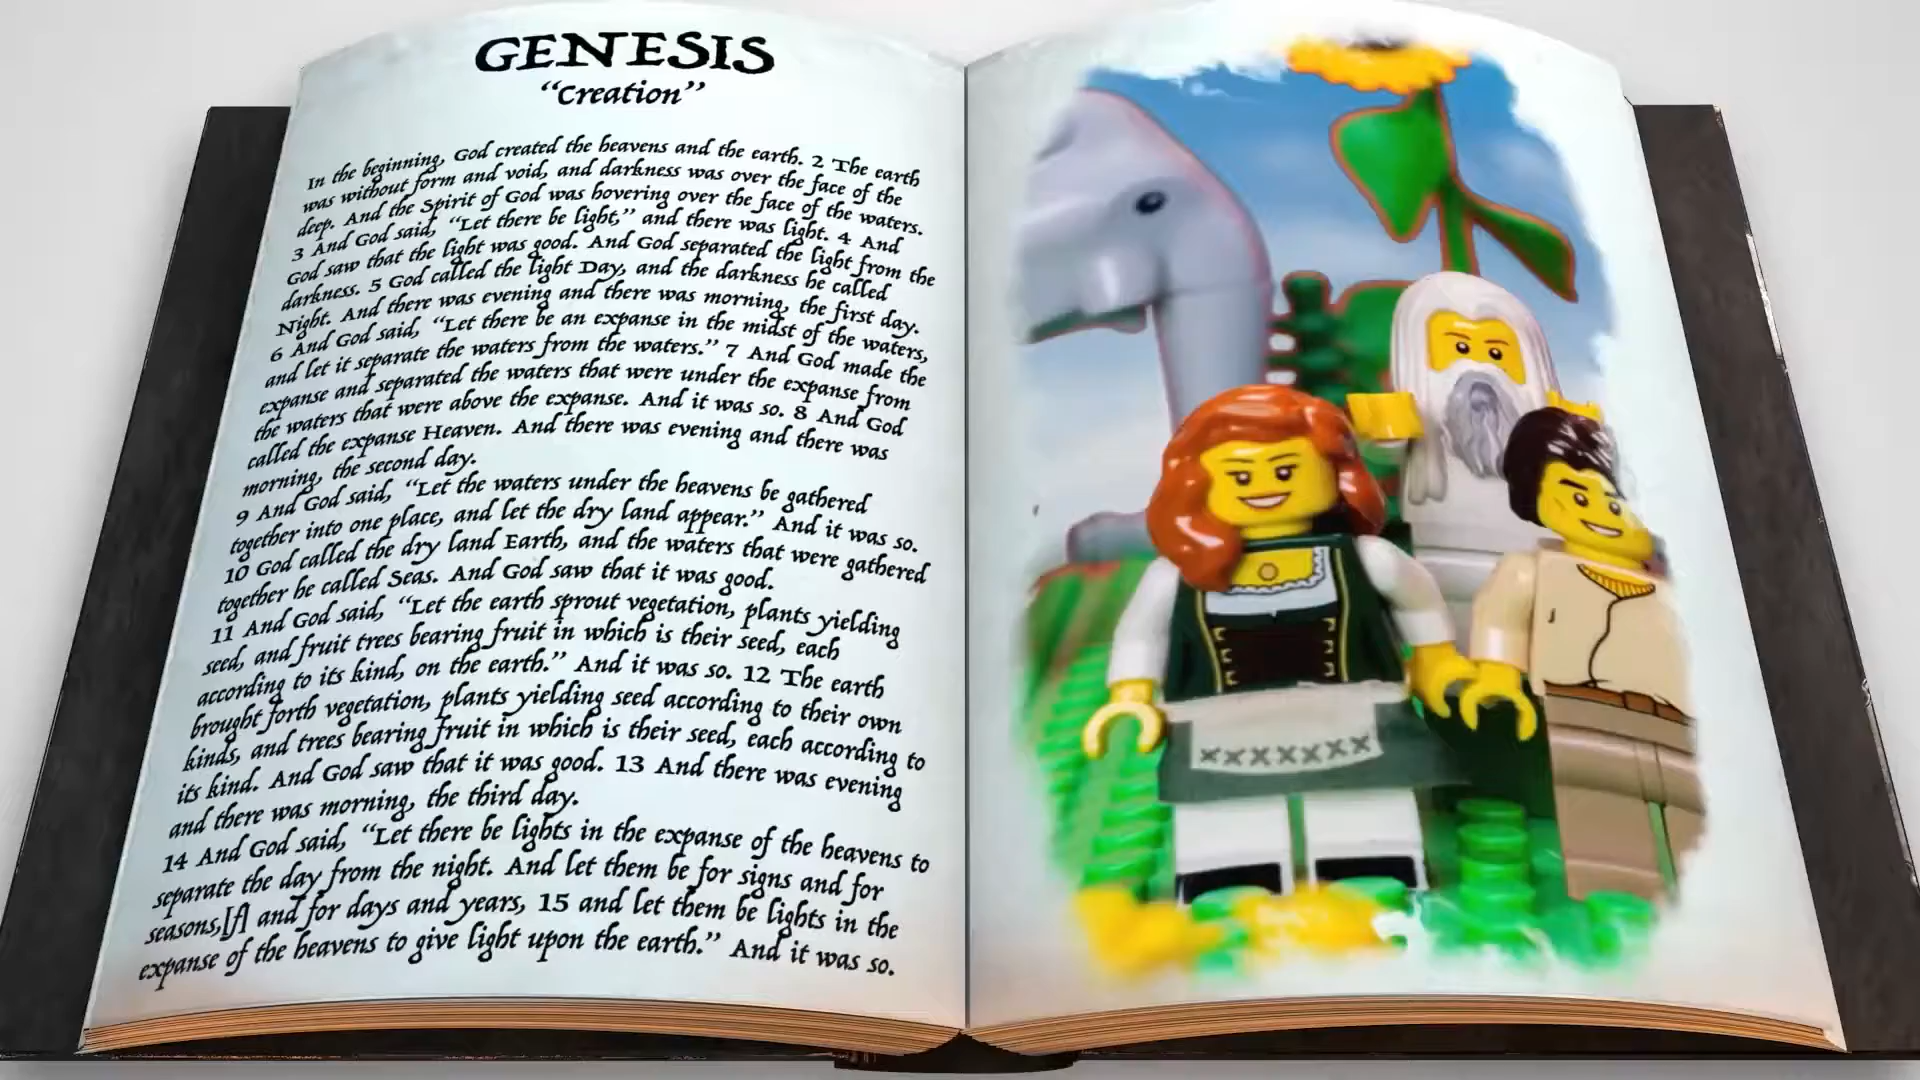 GENESIS
“Creation”
In the beginning, God created the heavens and the earth. 2 The earth
was without form and void, and darkness was over the face of the
deep. And the Spirit of God was hovering over the face of the waters.
3 And God said, “Let there be light,” and there was light. 4 And
God saw that the light was good. And God separated the light from the
darkness. 5 God called the light Day, and the darkness he called
Night. And there was evening and there was morning, the first day.
6 And God said, “Let there be an expanse in the midst of the waters,
and let it separate the waters from the waters.” 7 And God made the
expanse and separated the waters that were under the expanse from
the waters that were above the expanse. And it was so. 8 And God
called the expanse Heaven. And there was evening and there was
morning, the second day.
9 And God said, “Let the waters under the heavens be gathered
together into one place, and let the dry land appear.” And it was so.
10 God called the dry land Earth, and the waters that were gathered
together he called Seas. And God saw that it was good.
11 And God said, “Let the earth sprout vegetation, plants yielding
seed, and fruit trees bearing fruit in which is their seed, each
according to its kind, on the earth.” And it was so. 12 The earth
brought forth vegetation, plants yielding seed according to their own
kinds, and trees bearing fruit in which is their seed, each according to
its kind. And God saw that it was good. 13 And there was evening
and there was morning, the third day.
14 And God said, “Let there be lights in the expanse of the heavens to
separate the day from the night. And let them be for signs and for
seasons,[f] and for days and years, 15 and let them be lights in the
expanse of the heavens to give light upon the earth.” And it was so.